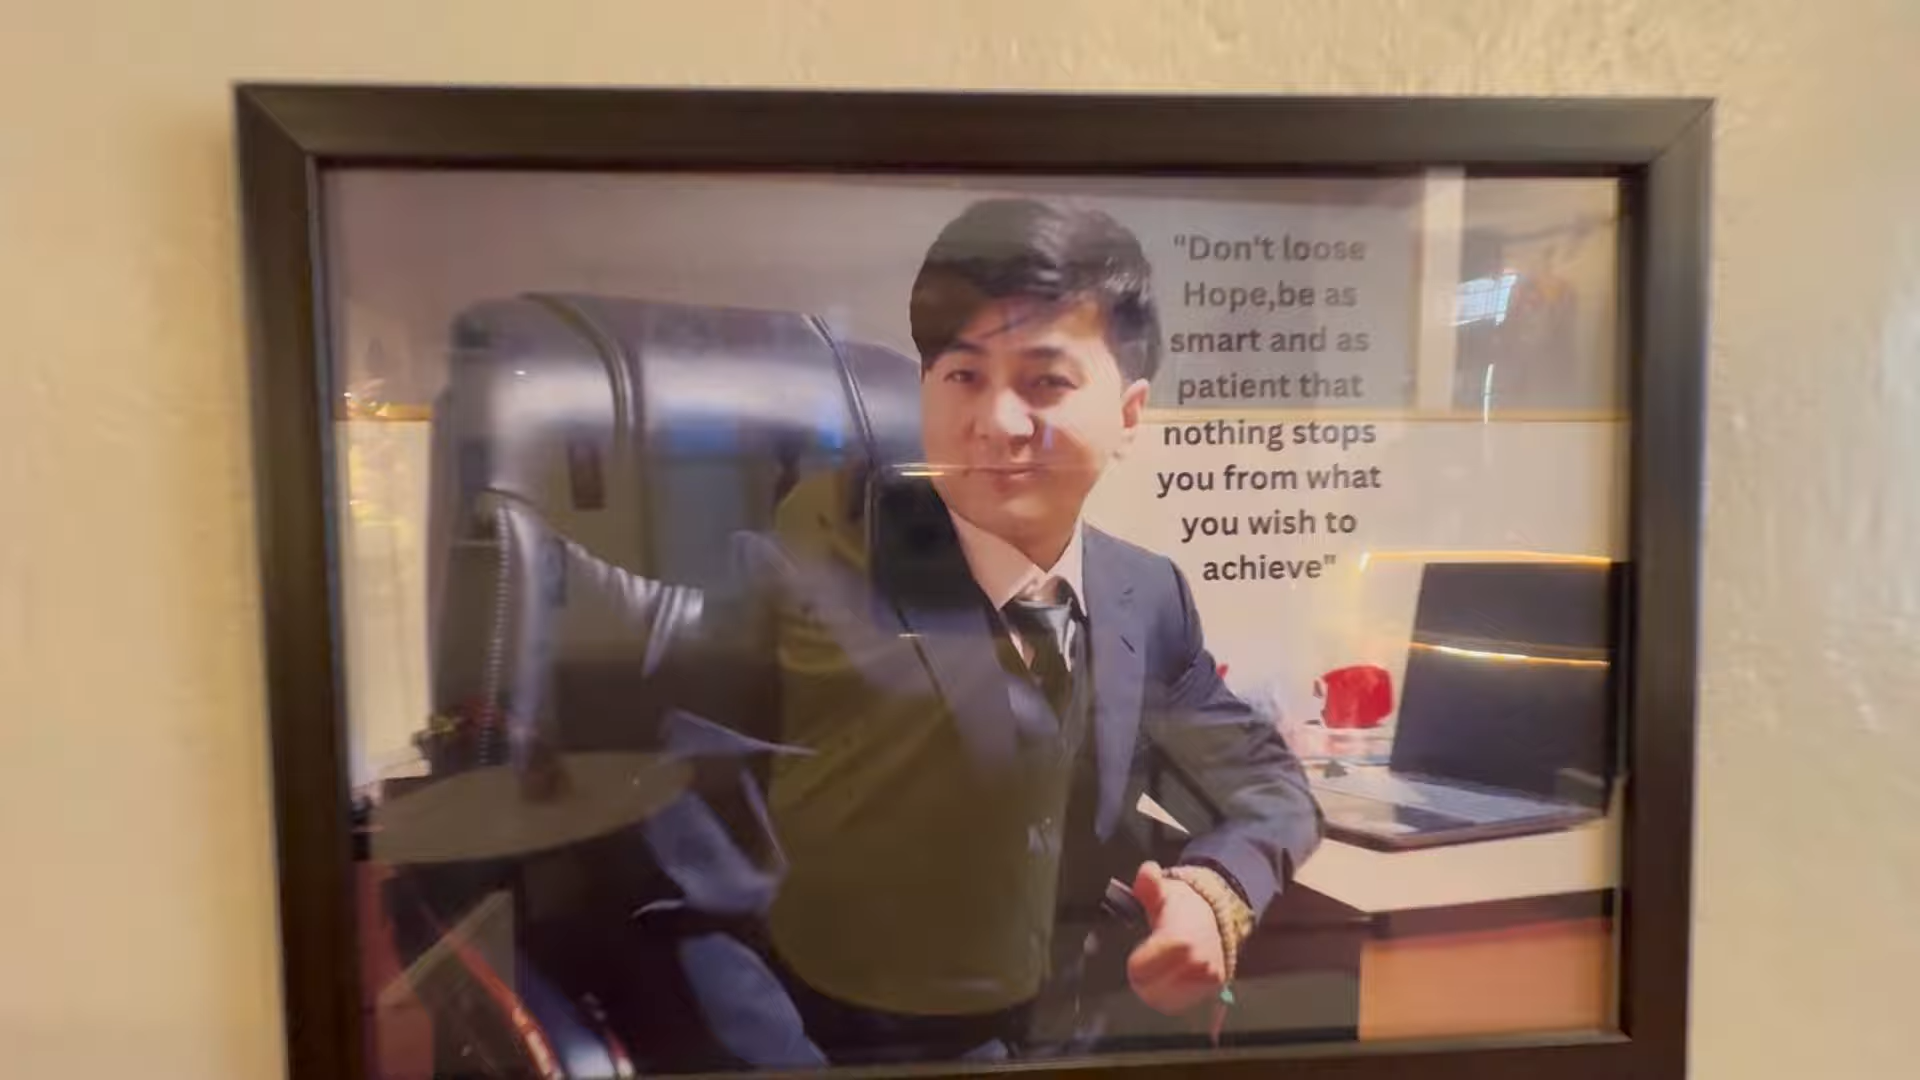 "Don't loose
Hope,be as
smart and as
patient that
nothing stops
you from what
you wish to
achieve"